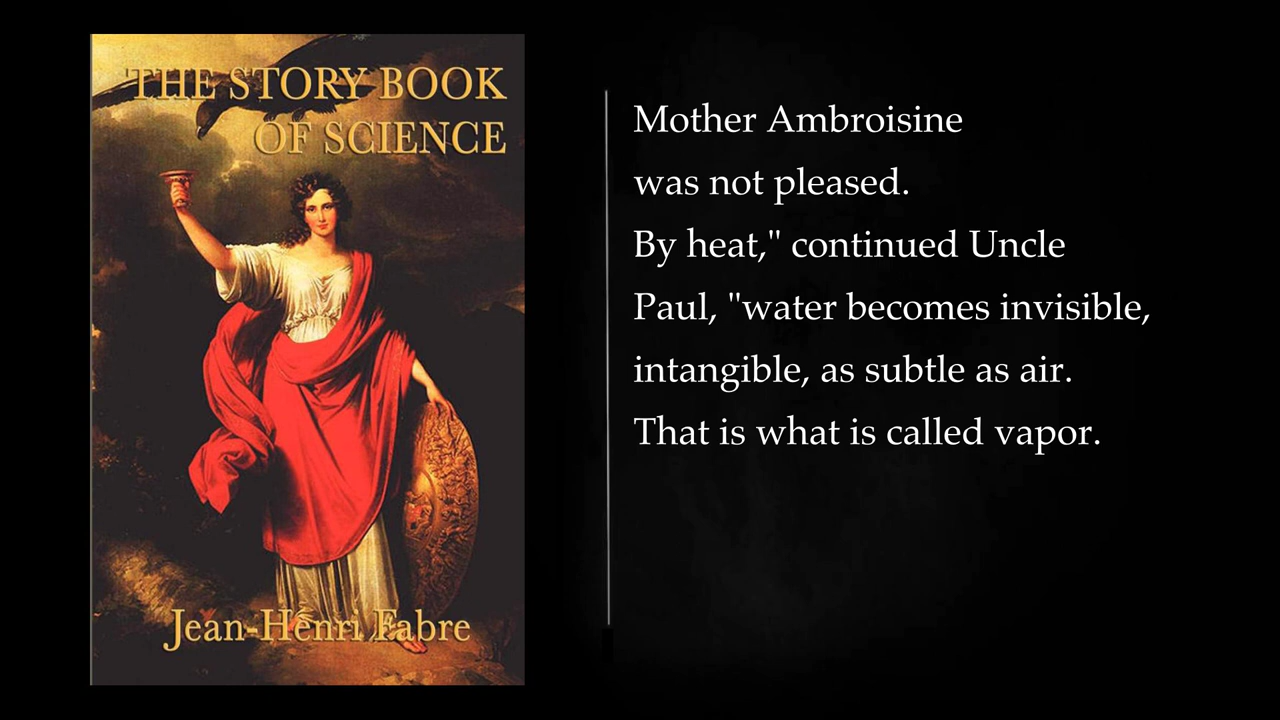 THE STORY BOOK
OF SCIENCE
Jean-Henri Fabre
Mother Ambroisine
was not pleased.
By heat," continued Uncle
Paul, "water becomes invisible,
intangible, as subtle as air.
That is what is called vapor.